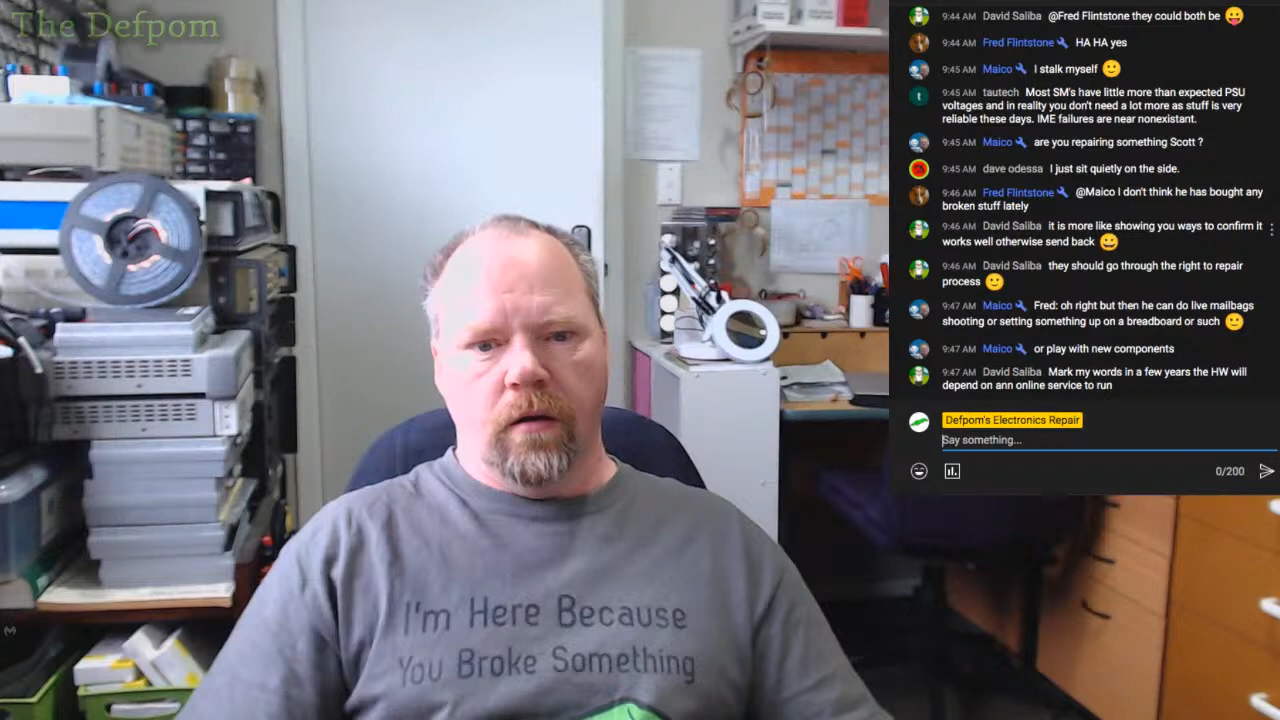 The Defpom
9:44 AM David Saliba @Fred Flintstone they could both be 😛
9:44 AM Fred Flintstone HA HA yes
9:45 AM Maico I stalk myself 🙂
t
9:45 AM tautech Most SM's have little more than expected PSU
voltages and in reality you don't need a lot more as stuff is very
reliable these days. IME failures are near nonexistant.
9:45 AM Maico are you repairing something Scott ?
9:45 AM dave odessa I just sit quietly on the side.
9:46 AM Fred Flintstone @Maico I don't think he has bought any
broken stuff lately
9:46 AM David Saliba it is more like showing you ways to confirm it
works well otherwise send back 😀
9:46 AM David Saliba they should go through the right to repair
process 🙂
9:47 AM Maico Fred: oh right but then he can do live mailbags
shooting or setting something up on a breadboard or such 🙂
9:47 AM Maico or play with new components
9:47 AM David Saliba Mark my words in a few years the HW will
depend on ann online service to run
Defpom's Electronics Repair
Say something...
0/200
I'm Here Because
You Broke Something